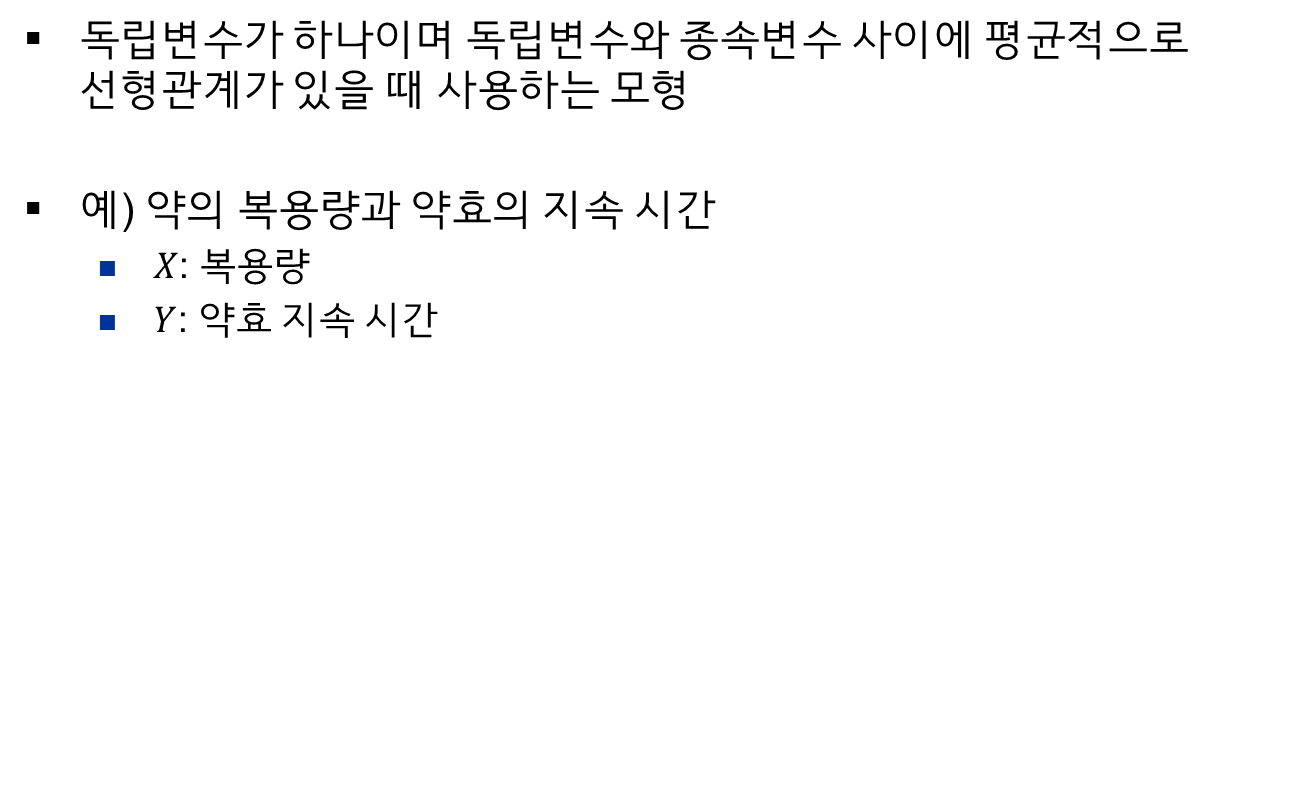 ▪ 독립변수가 하나이며 독립변수와 종속변수 사이에 평균적으로
선형관계가 있을 때 사용하는 모형
▪ 예) 약의 복용량과 약효의 지속 시간
■ X: 복용량
■ Y: 약효 지속 시간